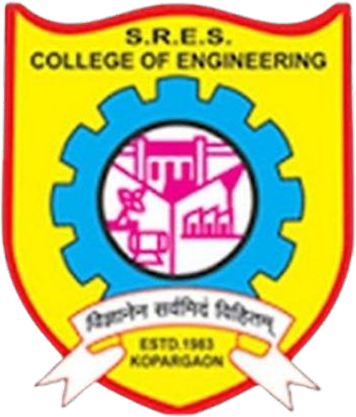 S.R.E.S.
COLLEGE OF ENGINEERING
विज्ञानेन सर्वमिदं विहितम्
ESTD.1983
KOPARGAON